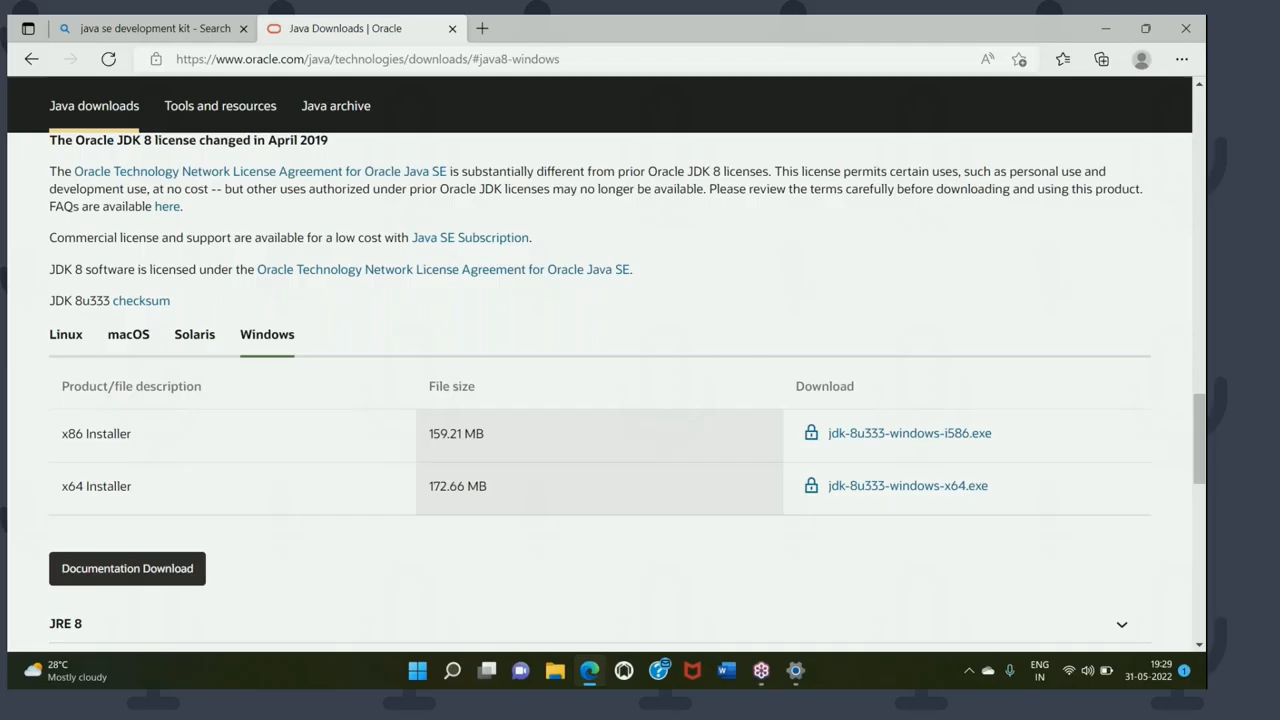 java se development kit - Search
Java Downloads | Oracle
https://www.oracle.com/java/technologies/downloads/#java8-windows
Java downloads Tools and resources Java archive
The Oracle JDK 8 license changed in April 2019
The Oracle Technology Network License Agreement for Oracle Java SE is substantially different from prior Oracle JDK 8 licenses. This license permits certain uses, such as personal use and
development use, at no cost -- but other uses authorized under prior Oracle JDK licenses may no longer be available. Please review the terms carefully before downloading and using this product.
FAQs are available here.
Commercial license and support are available for a low cost with Java SE Subscription.
JDK 8 software is licensed under the Oracle Technology Network License Agreement for Oracle Java SE.
JDK 8u333 checksum
Linux macOS Solaris Windows
Product/file description File size Download
x86 Installer 159.21 MB jdk-8u333-windows-i586.exe
x64 Installer 172.66 MB jdk-8u333-windows-x64.exe
Documentation Download
JRE 8
28°C
Mostly cloudy
ENG
IN
19:29
31-05-2022
1